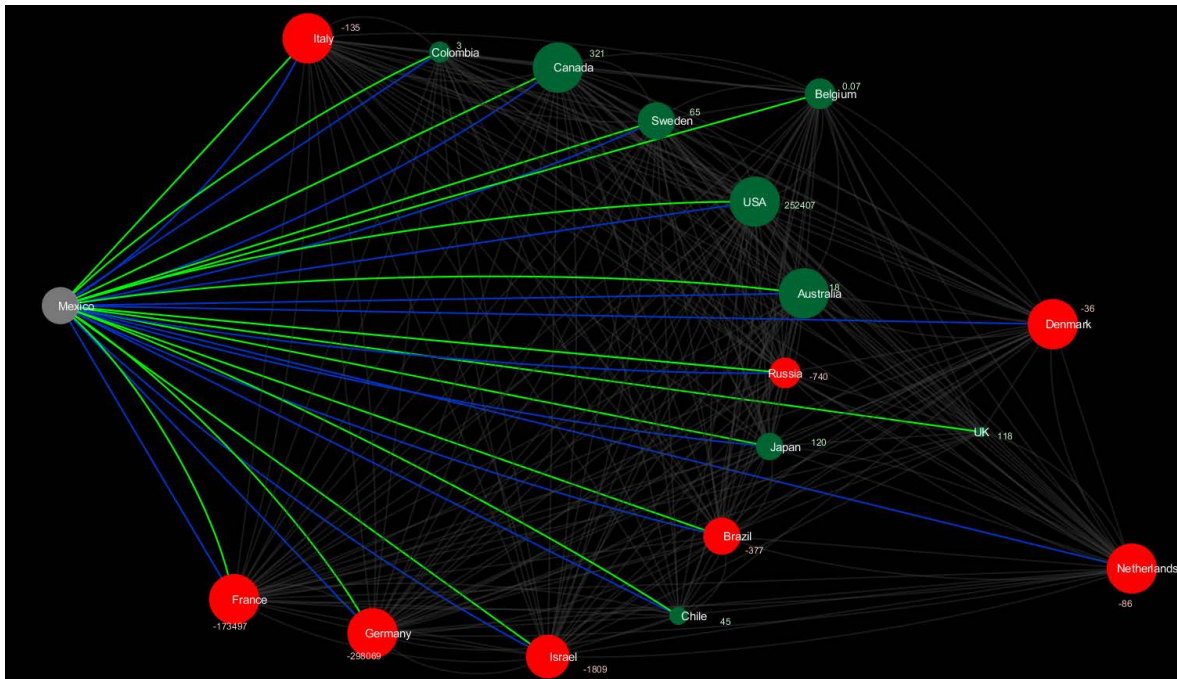 Italy
-135
Colombia
3
Canada
321
Belgium
0.07
Sweden
65
USA
252407
Australia
18
Mexico
Denmark
-36
Russia
-740
UK
118
Japan
120
Brazil
-377
Netherlands
-86
France
-173497
Chile
45
Germany
-298069
Israel
-1809